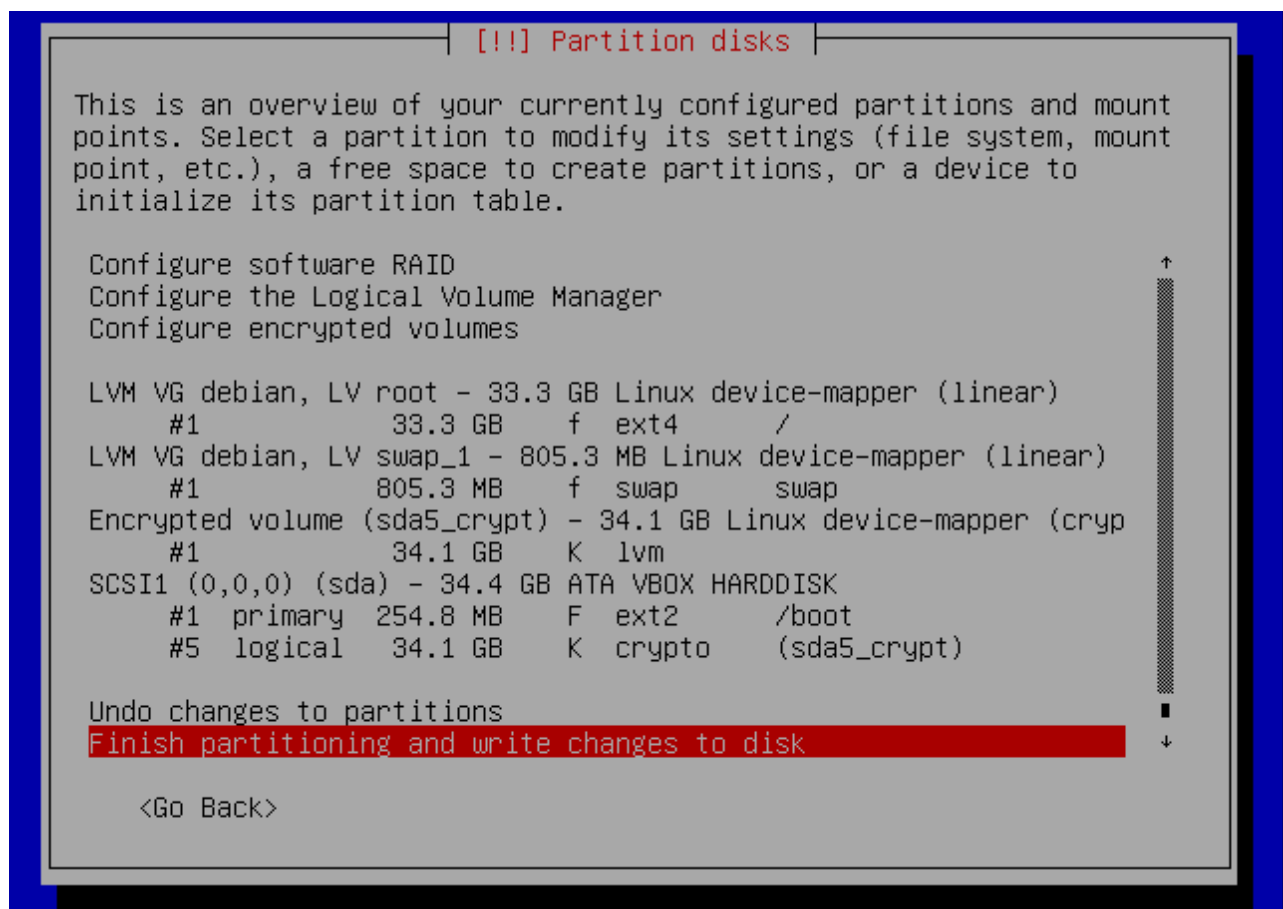 [!!] Partition disks
This is an overview of your currently configured partitions and mount
points. Select a partition to modify its settings (file system, mount
point, etc.), a free space to create partitions, or a device to
initialize its partition table.
Configure software RAID
Configure the Logical Volume Manager
Configure encrypted volumes
LVM VG debian, LV root - 33.3 GB Linux device-mapper (linear)
#1 33.3 GB f ext4 /
LVM VG debian, LV swap_1 - 805.3 MB Linux device-mapper (linear)
#1 805.3 MB f swap swap
Encrypted volume (sda5_crypt) - 34.1 GB Linux device-mapper (cryp
#1 34.1 GB K lvm
SCSI1 (0,0,0) (sda) - 34.4 GB ATA VBOX HARDDISK
#1 primary 254.8 MB F ext2 /boot
#5 logical 34.1 GB K crypto (sda5_crypt)
Undo changes to partitions
Finish partitioning and write changes to disk
<Go Back>